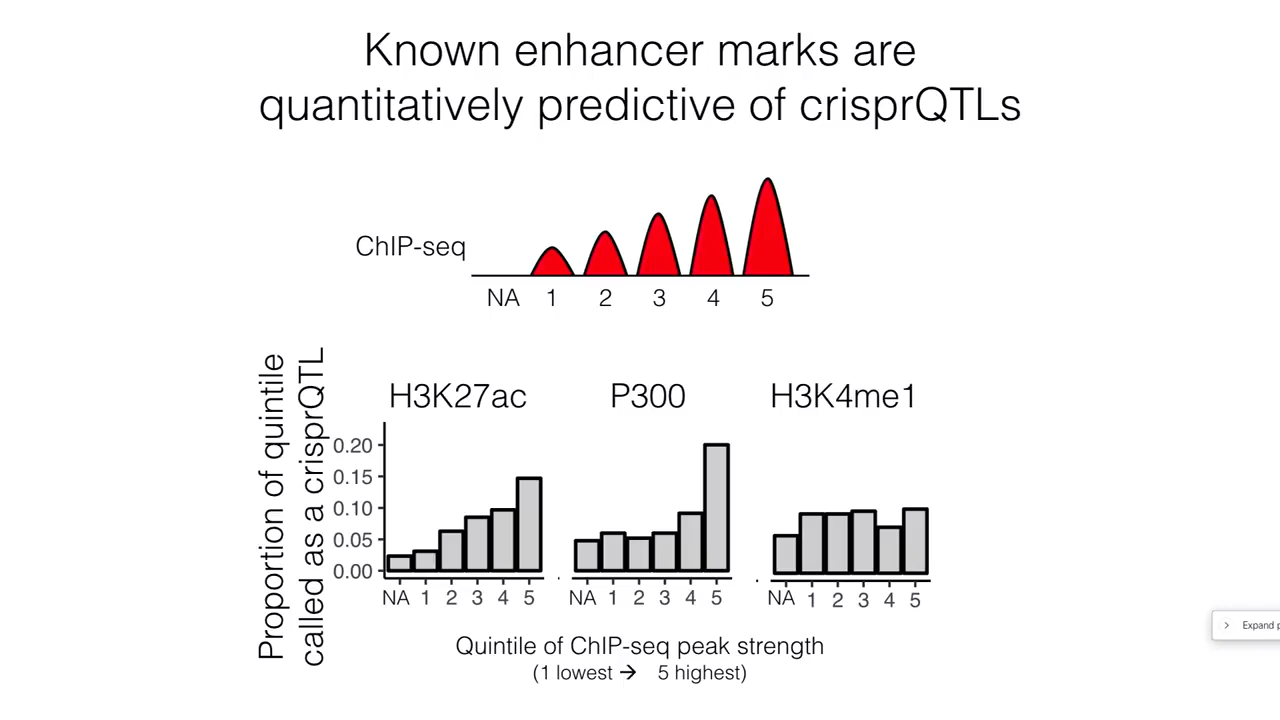 Known enhancer marks are
quantitatively predictive of crisprQTLs
ChIP-seq
NA 1 2 3 4 5
Proportion of quintile
called as a crisprQTL
H3K27ac P300 H3K4me1
0.20
0.15
0.10
0.05
0.00
NA 1 2 3 4 5 NA 1 2 3 4 5 NA 1 2 3 4 5
Quintile of ChIP-seq peak strength
(1 lowest → 5 highest)
Expand